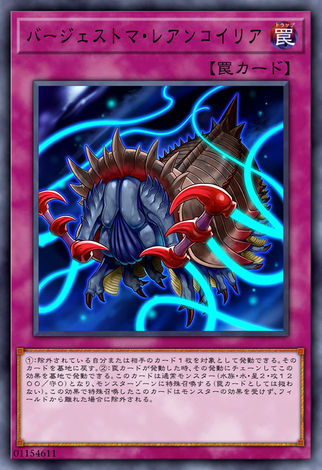 バージェストマ・レアンコイリア
トラップ
罠
【罠カード】
①:除外されている自分または相手のカード1枚を対象として発動できる。そのカ
ードを墓地に戻す。②:罠カードが発動した時、その発動にチェーンしてこの
効果を墓地で発動できる。このカードは通常モンスター(水族・水・星2・攻12
00/守0)となり、モンスターゾーンに特殊召喚する(罠カードとしては扱わ
ない)。この効果で特殊召喚したこのカードはモンスターの効果を受けず、フィ
ールドから離れた場合に除外される。
01154611